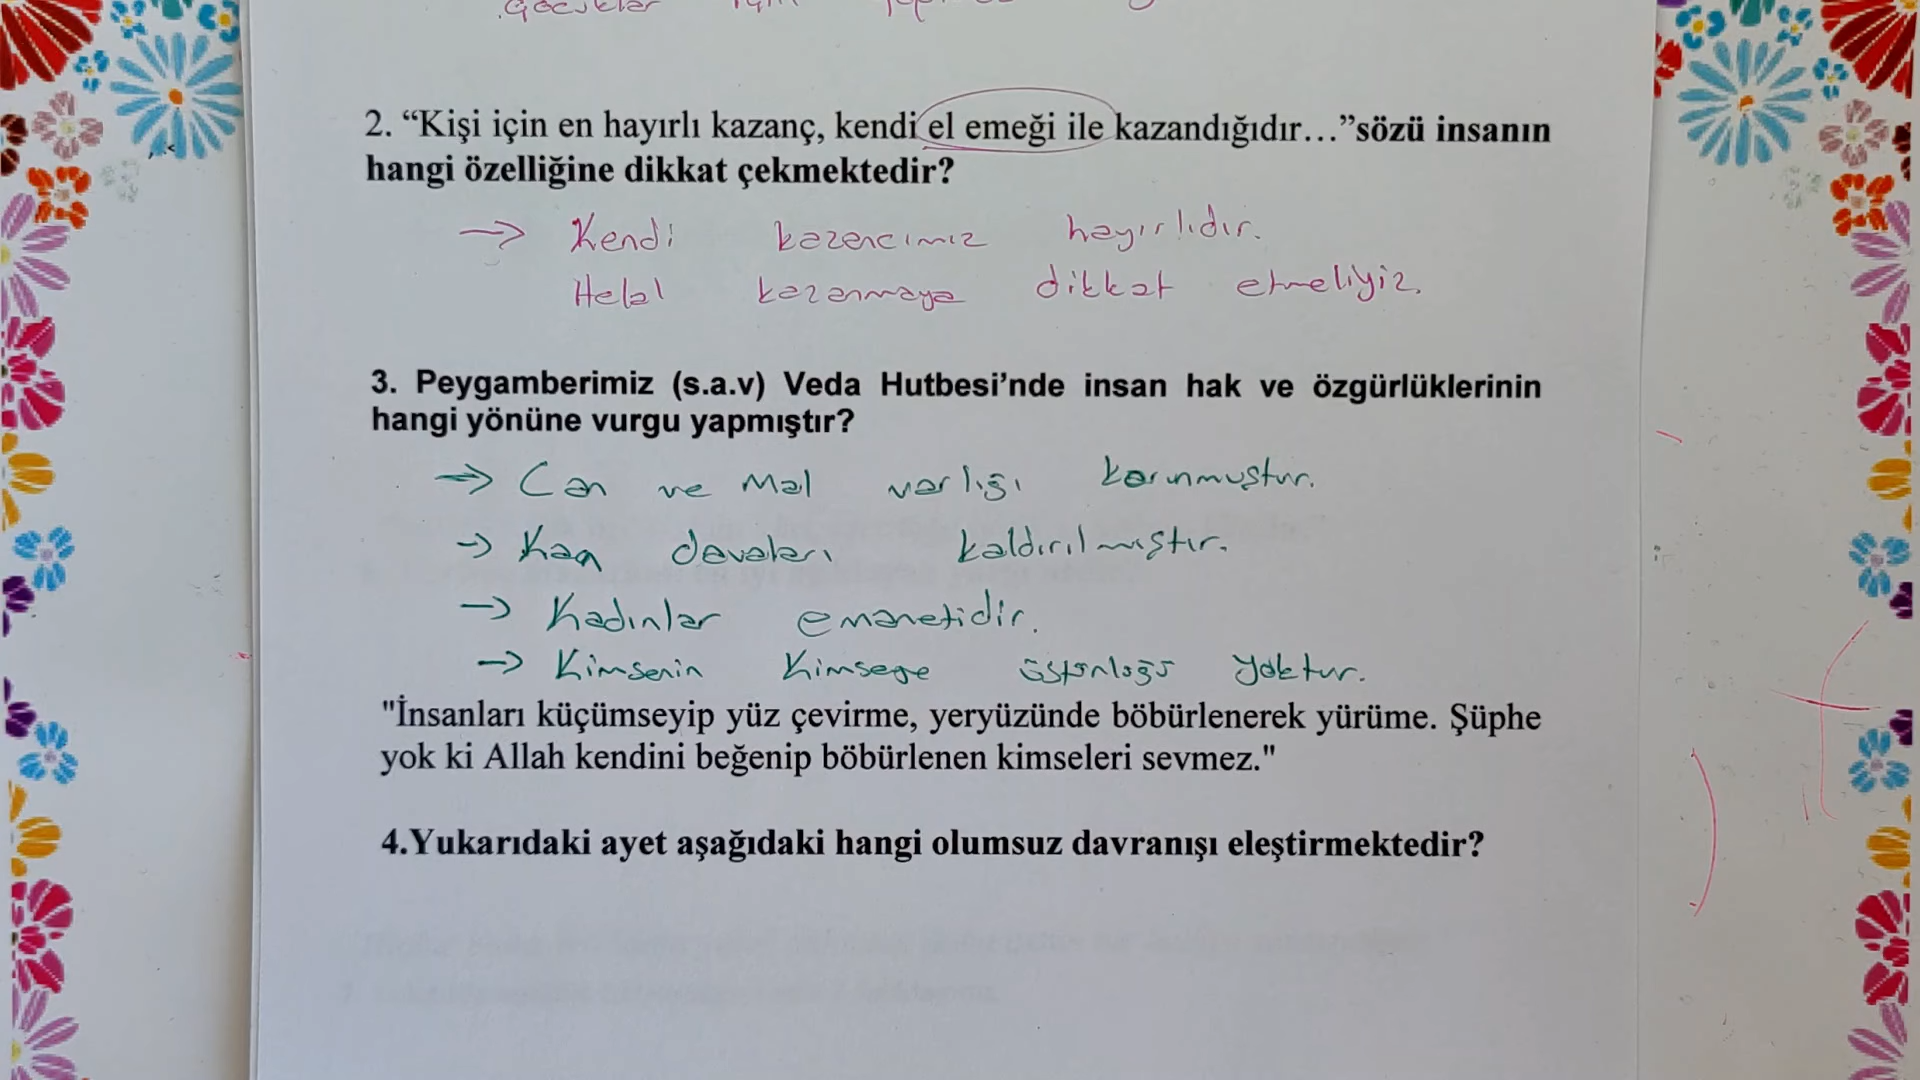 Çocuklar için
2. “Kişi için en hayırlı kazanç, kendi el emeği ile kazandığıdır…”sözü insanın
hangi özelliğine dikkat çekmektedir?
→ Kendi kazancımız hayırlıdır.
Helal kazanmaya dikkat etmeliyiz.
3. Peygamberimiz (s.a.v) Veda Hutbesi’nde insan hak ve özgürlüklerinin
hangi yönüne vurgu yapmıştır?
→ Can ve Mal varlığı korunmuştur.
→ Kan davaları kaldırılmıştır.
→ Kadınlar emanetidir.
→ Kimsenin Kimseye üstünlüğü yoktur.
"İnsanları küçümseyip yüz çevirme, yeryüzünde böbürlenerek yürüme. Şüphe
yok ki Allah kendini beğenip böbürlenen kimseleri sevmez."
4.Yukarıdaki ayet aşağıdaki hangi olumsuz davranışı eleştirmektedir?